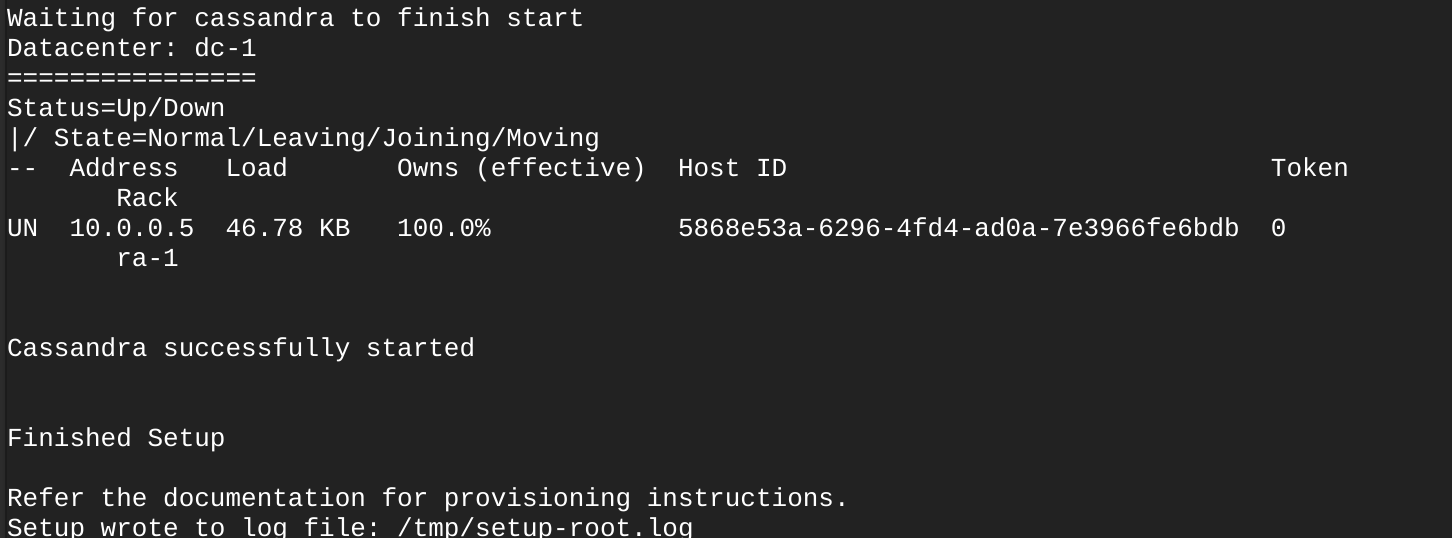 Waiting for cassandra to finish start
Datacenter: dc-1
================
Status=Up/Down
|/ State=Normal/Leaving/Joining/Moving
--  Address   Load       Owns (effective)  Host ID                               Token
       Rack
UN  10.0.0.5  46.78 KB   100.0%            5868e53a-6296-4fd4-ad0a-7e3966fe6bdb  0
       ra-1
Cassandra successfully started
Finished Setup
Refer the documentation for provisioning instructions.
Setup wrote to log file: /tmp/setup-root.log